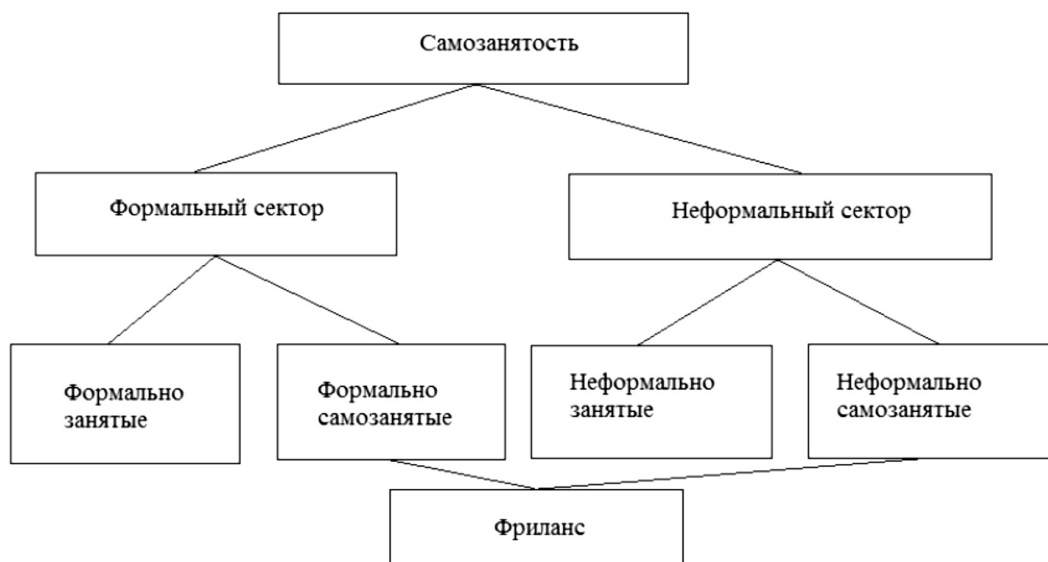 Самозанятость
Формальный сектор
Неформальный сектор
Формально
занятые
Формально
самозанятые
Неформально
занятые
Неформально
самозанятые
Фриланс